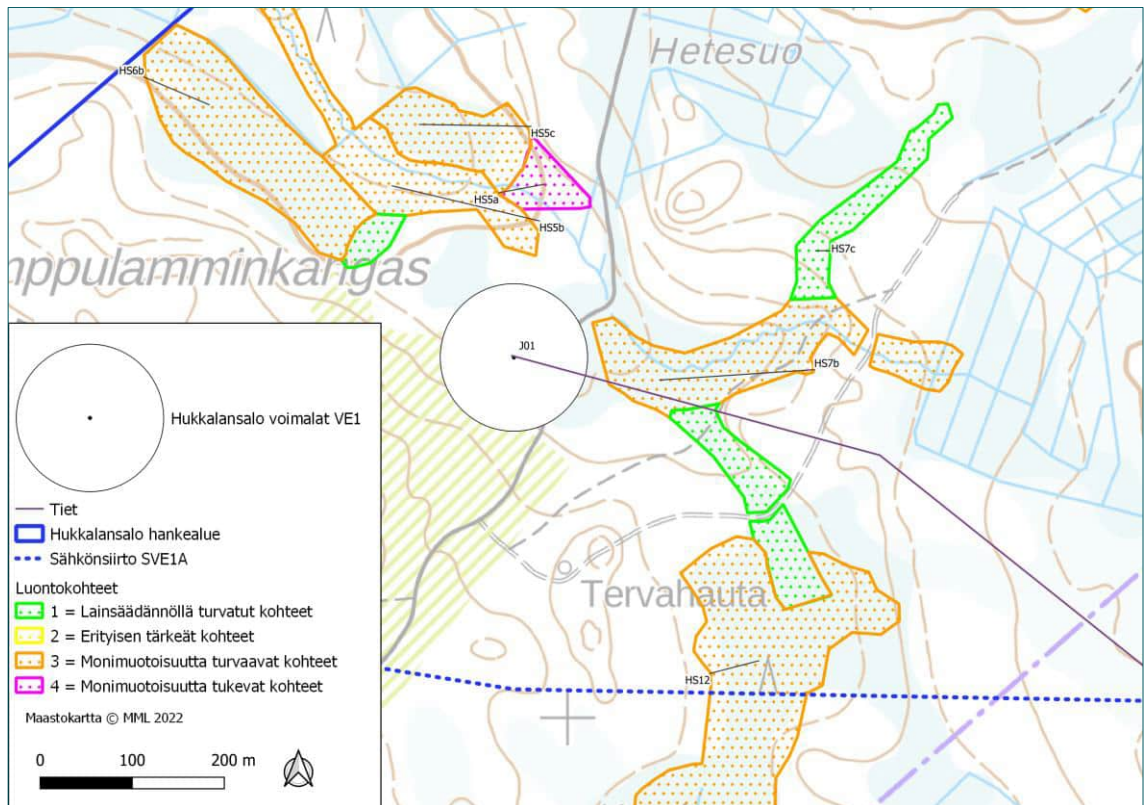 Hetesuo
HS6b
HS5c
HS5a
HS5b
HS7c
nppulamminkangas
J01
HS7b
Hukkalansalo voimalat VE1
Tiet
Hukkalansalo hankealue
Sähkönsiirto SVE1A
Luontokohteet
1 = Lainsäädännöllä turvatut kohteet
2 = Erityisen tärkeät kohteet
3 = Monimuotoisuutta turvaavat kohteet
4 = Monimuotoisuutta tukevat kohteet
Maastokartta © MML 2022
0 100 200 m
Tervahauta
HS12